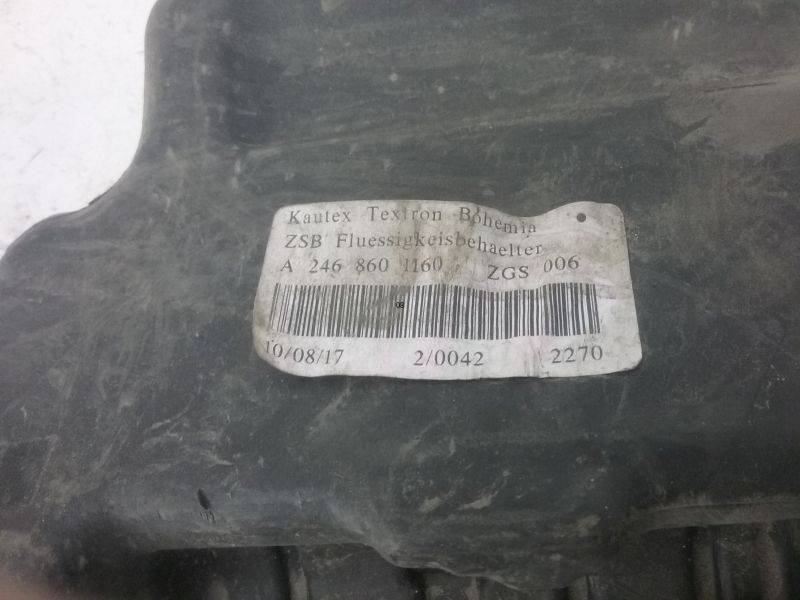 Kautex Textron Bohemia
ZSB Fluessigkeisbehaelter
A 246 860 1160 ZGS 006
10/08/17 2/0042 2270